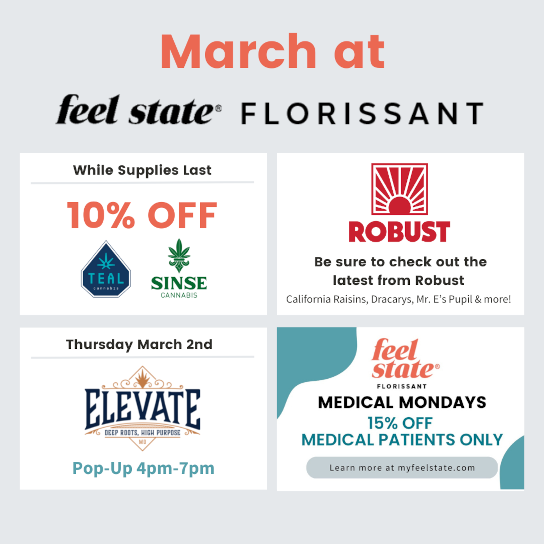 March at
feel state® FLORISSANT
While Supplies Last
10% OFF
TEAL
CANNABIS
SINSE
CANNABIS
ROBUST
Be sure to check out the
latest from Robust
California Raisins, Dracarys, Mr. E's Pupil & more!
Thursday March 2nd
ELEVATE
DEEP ROOTS, HIGH PURPOSE
MO
Pop-Up 4pm-7pm
feel
state®
FLORISSANT
MEDICAL MONDAYS
15% OFF
MEDICAL PATIENTS ONLY
Learn more at myfeelstate.com